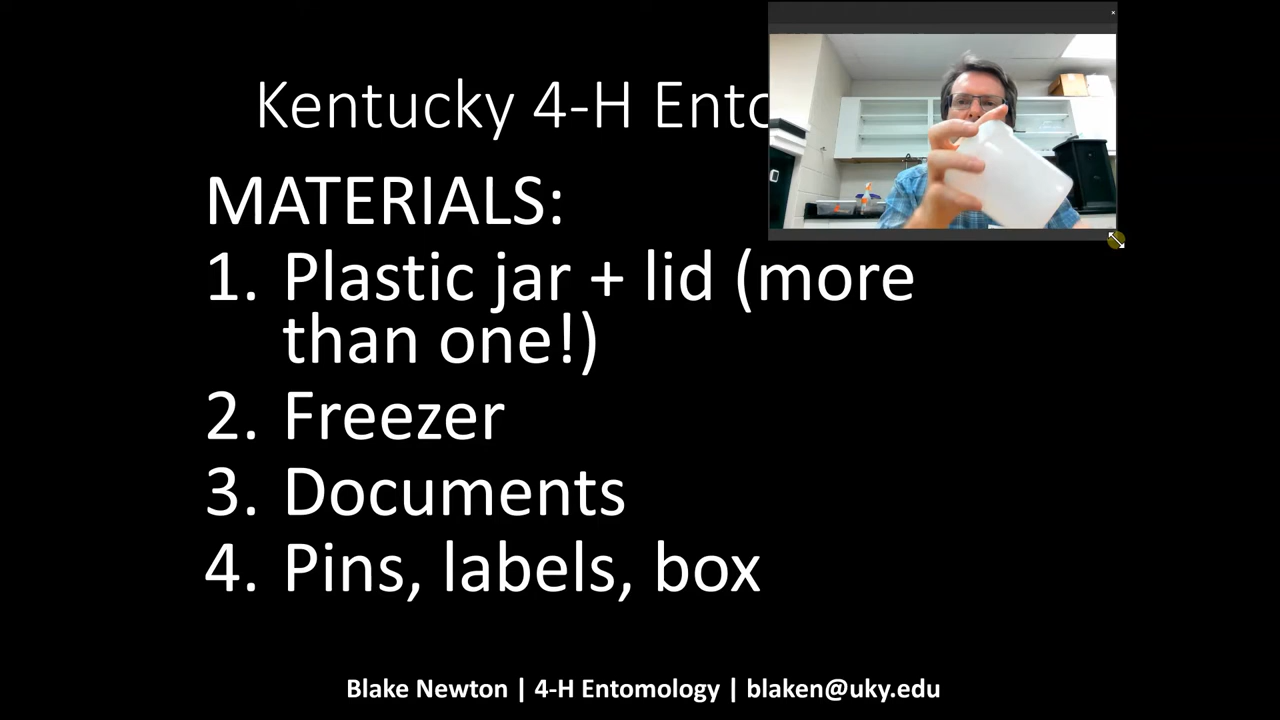 Kentucky 4-H Ento
MATERIALS:
1. Plastic jar + lid (more
than one!)
2. Freezer
3. Documents
4. Pins, labels, box
Blake Newton | 4-H Entomology | blaken@uky.edu